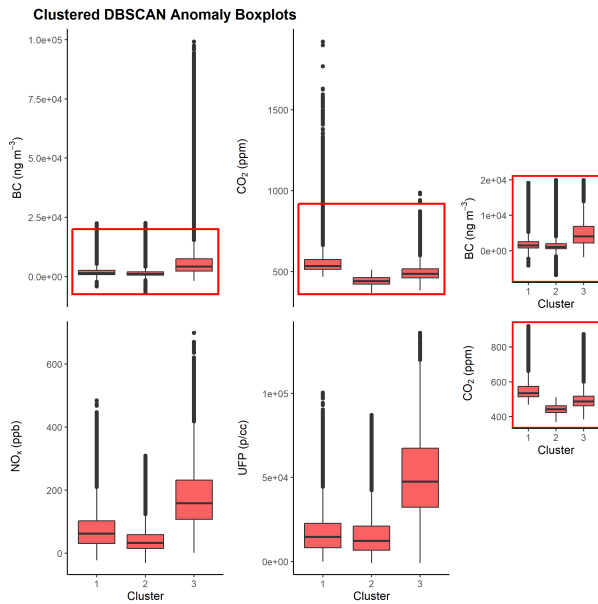 Clustered DBSCAN Anomaly Boxplots
BC (ng m⁻³)
1.0e+05
7.5e+04
5.0e+04
2.5e+04
0.0e+00
CO₂ (ppm)
1500
1000
500
BC (ng m⁻³)
2e+04
1e+04
0e+00
1 2 3
Cluster
CO₂ (ppm)
800
600
400
1 2 3
Cluster
NOₓ (ppb)
600
400
200
0
1 2 3
Cluster
UFP (p/cc)
1e+05
5e+04
0e+00
1 2 3
Cluster